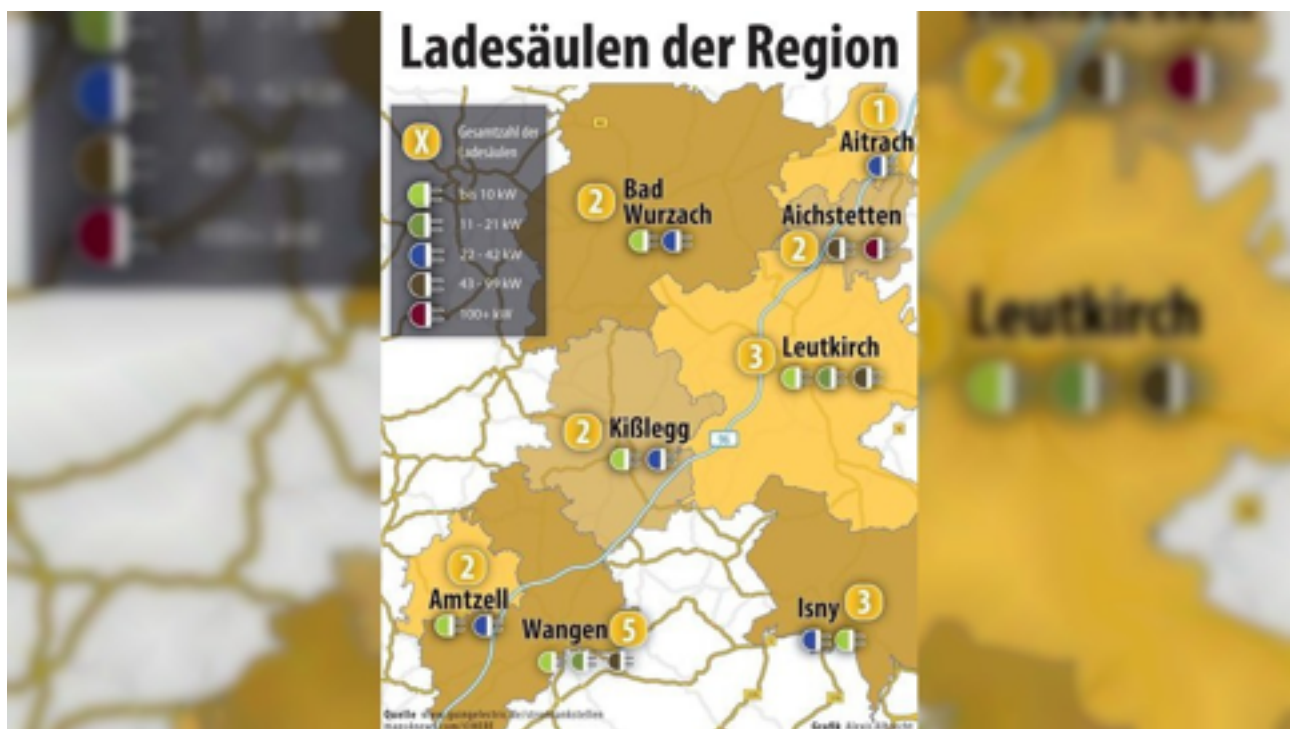 Ladesäulen der Region
X
Gesamtzahl der
Ladesäulen
bis 10 kW
11 - 21 kW
22 - 42 kW
43 - 99 kW
100+ kW
1
Aitrach
2
Bad
Wurzach
Aichstetten
2
3
Leutkirch
2
Kißlegg
96
2
Amtzell
Wangen
5
Isny
3
Quelle
Grafik
2
Leutkirch